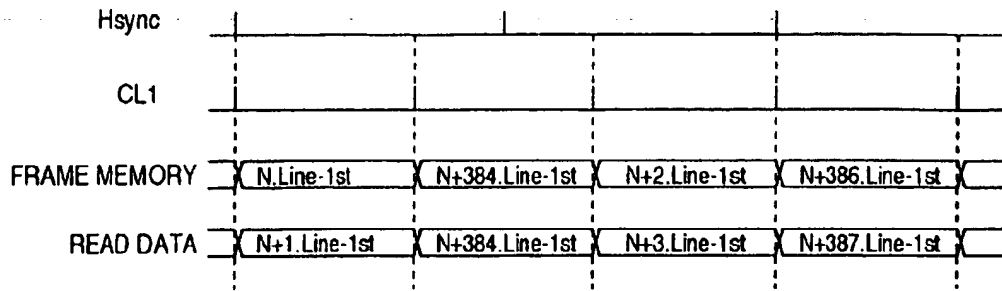 Hsync
CL1
FRAME MEMORY N.Line-1st N+384.Line-1st N+2.Line-1st N+386.Line-1st
READ DATA N+1.Line-1st N+384.Line-1st N+3.Line-1st N+387.Line-1st